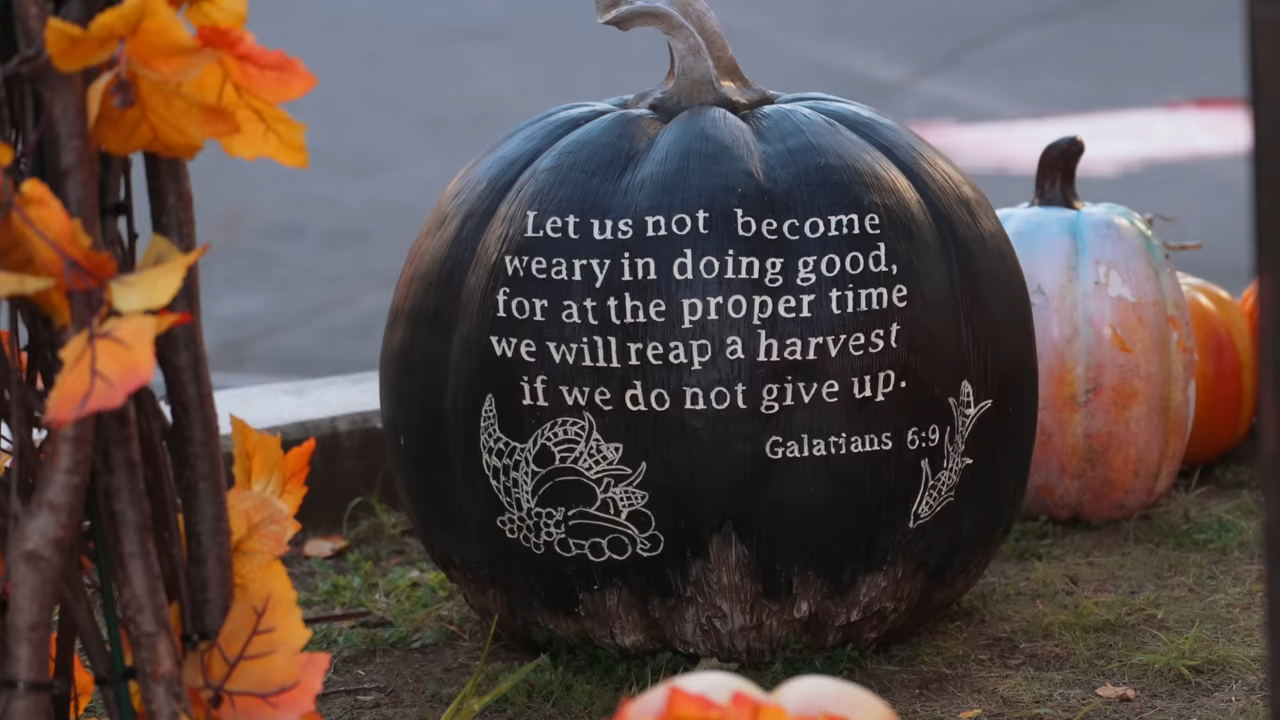 Let us not become
weary in doing good,
for at the proper time
we will reap a harvest
if we do not give up.
Galatians 6:9